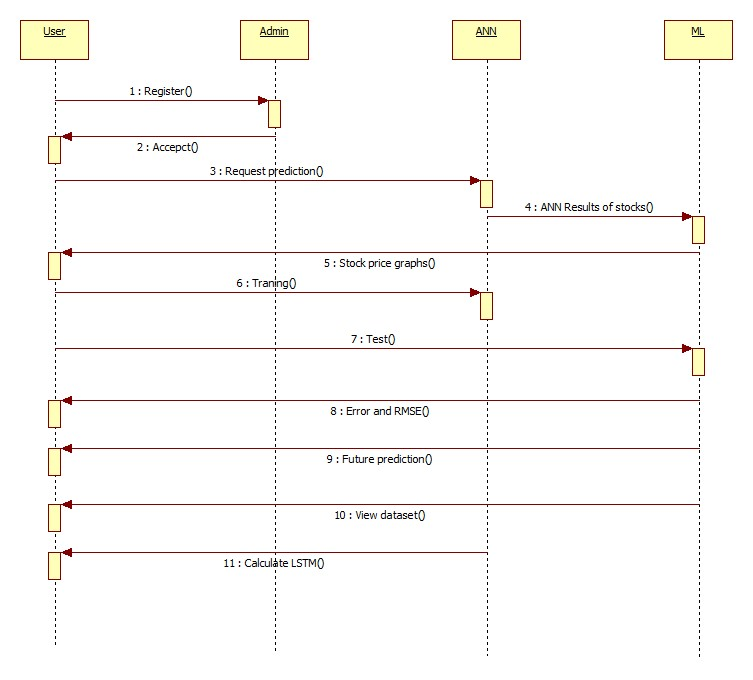 User Admin ANN ML
1 : Register()
2 : Accepct()
3 : Request prediction()
4 : ANN Results of stocks()
5 : Stock price graphs()
6 : Traning()
7 : Test()
8 : Error and RMSE()
9 : Future prediction()
10 : View dataset()
11 : Calculate LSTM()